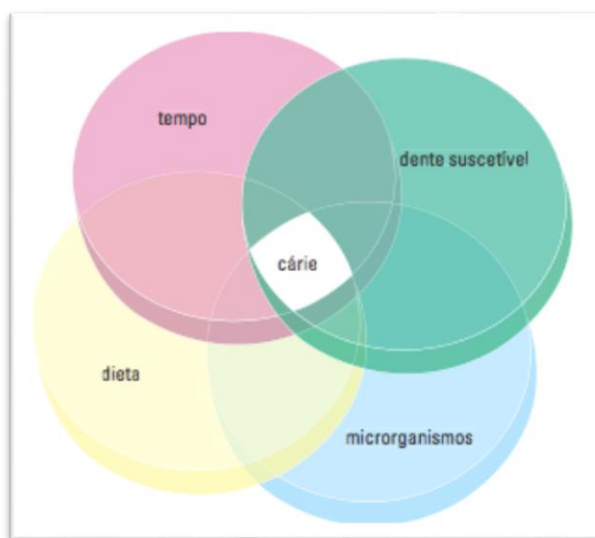 tempo
dente suscetível
cárie
dieta
microrganismos